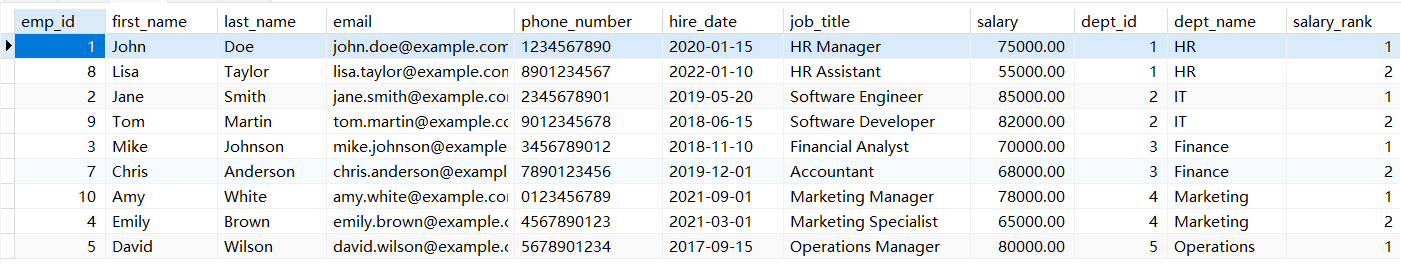 emp_id first_name last_name email phone_number hire_date job_title salary dept_id dept_name salary_rank
1 John Doe john.doe@example.com 1234567890 2020-01-15 HR Manager 75000.00 1 HR 1
8 Lisa Taylor lisa.taylor@example.con 8901234567 2022-01-10 HR Assistant 55000.00 1 HR 2
2 Jane Smith jane.smith@example.c 2345678901 2019-05-20 Software Engineer 85000.00 2 IT 1
9 Tom Martin tom.martin@example.c 9012345678 2018-06-15 Software Developer 82000.00 2 IT 2
3 Mike Johnson mike.johnson@example 3456789012 2018-11-10 Financial Analyst 70000.00 3 Finance 1
7 Chris Anderson chris.anderson@exampl 7890123456 2019-12-01 Accountant 68000.00 3 Finance 2
10 Amy White amy.white@example.co 0123456789 2021-09-01 Marketing Manager 78000.00 4 Marketing 1
4 Emily Brown emily.brown@example.c 4567890123 2021-03-01 Marketing Specialist 65000.00 4 Marketing 2
5 David Wilson david.wilson@example.c 5678901234 2017-09-15 Operations Manager 80000.00 5 Operations 1